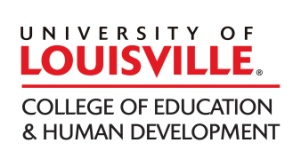 UNIVERSITY OF
LOUISVILLE®
COLLEGE OF EDUCATION
& HUMAN DEVELOPMENT